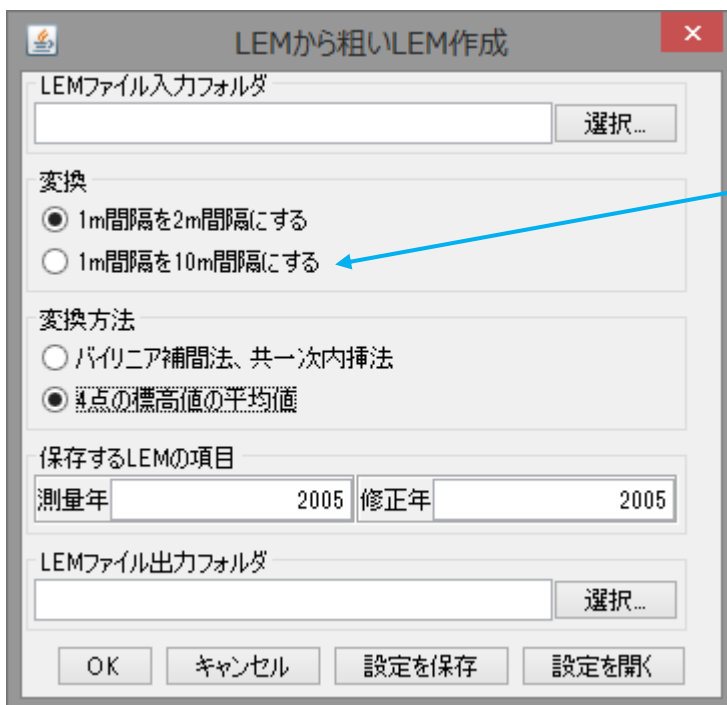 LEMから粗いLEM作成
LEMファイル入力フォルダ
選択...
変換
1m間隔を2m間隔にする
1m間隔を10m間隔にする
変換方法
バイリニア補間法、共一次内挿法
4点の標高値の平均値
保存するLEMの項目
測量年 2005 修正年 2005
LEMファイル出力フォルダ
選択...
OK キャンセル 設定を保存 設定を開く